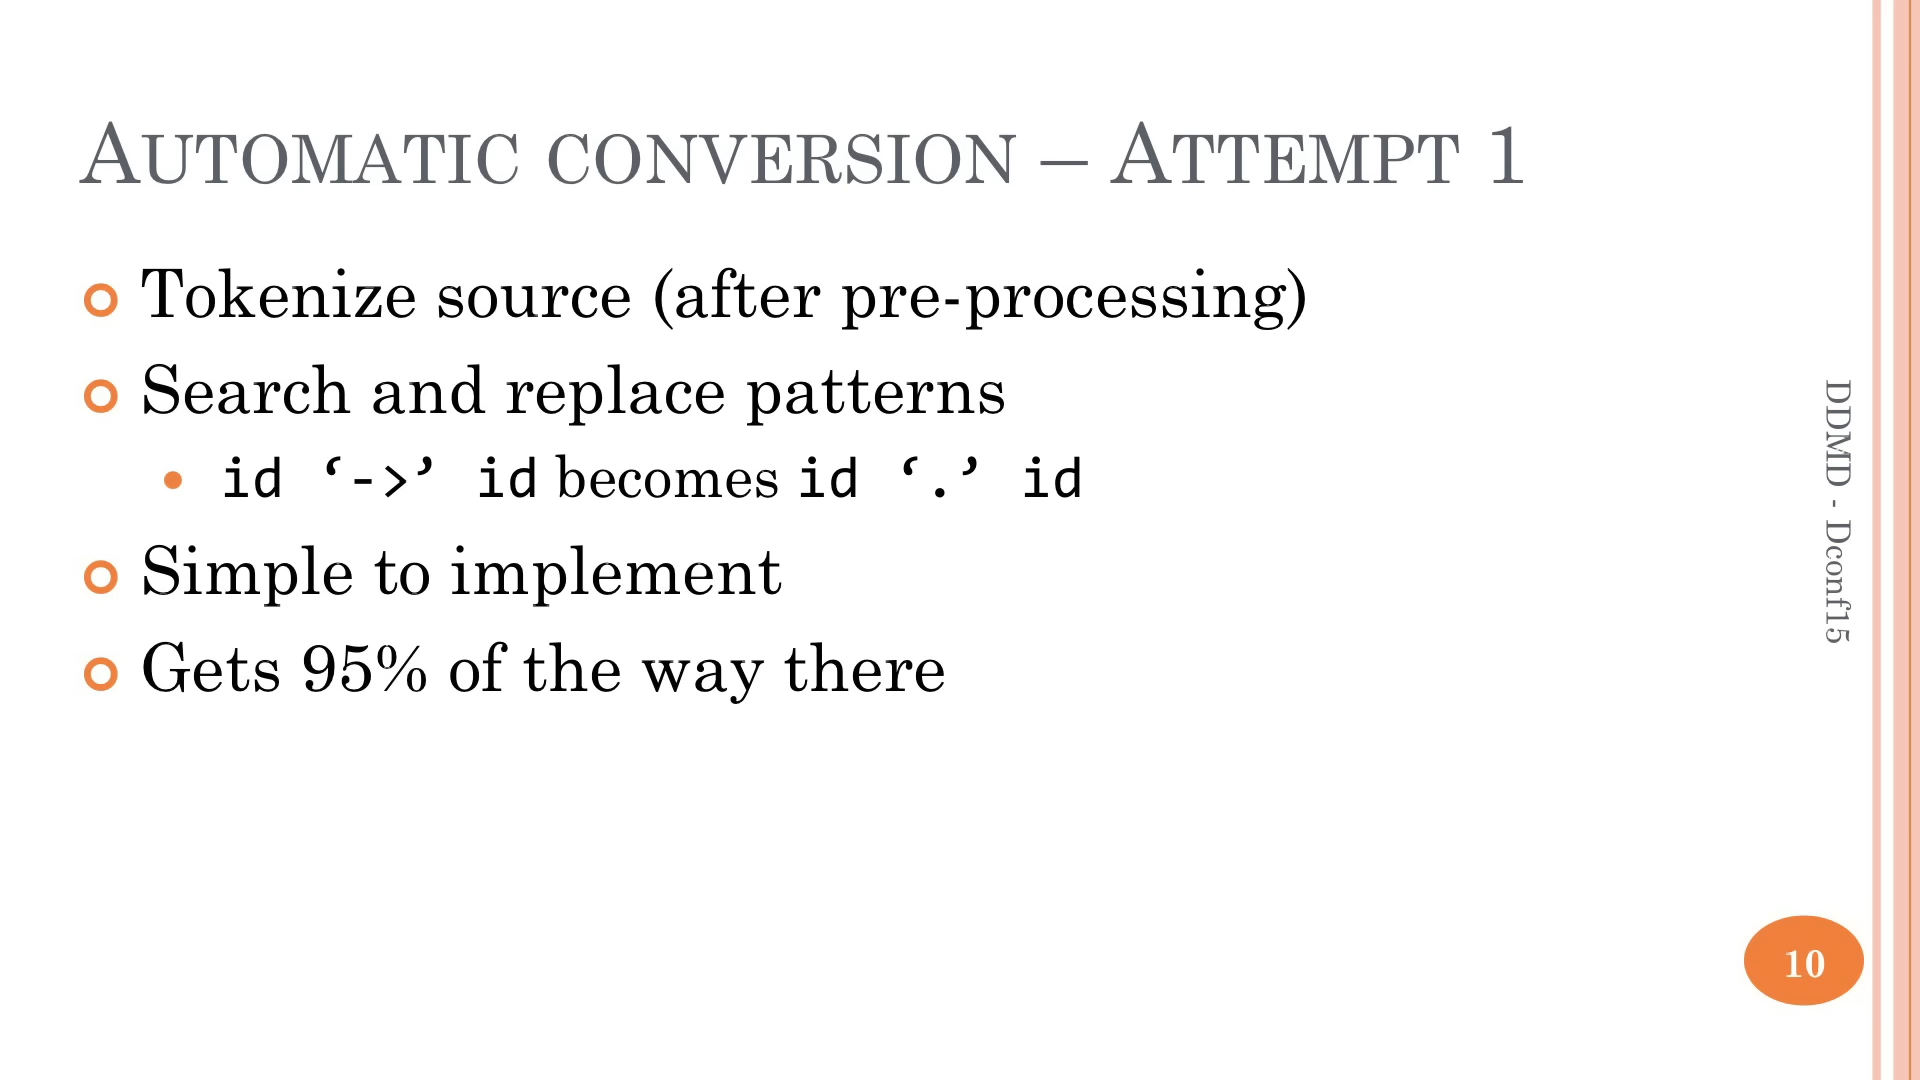 Automatic conversion – Attempt 1
Tokenize source (after pre-processing)
Search and replace patterns
id ‘->’ id becomes id ‘.’ id
Simple to implement
Gets 95% of the way there
DDMD - Dconf15
10